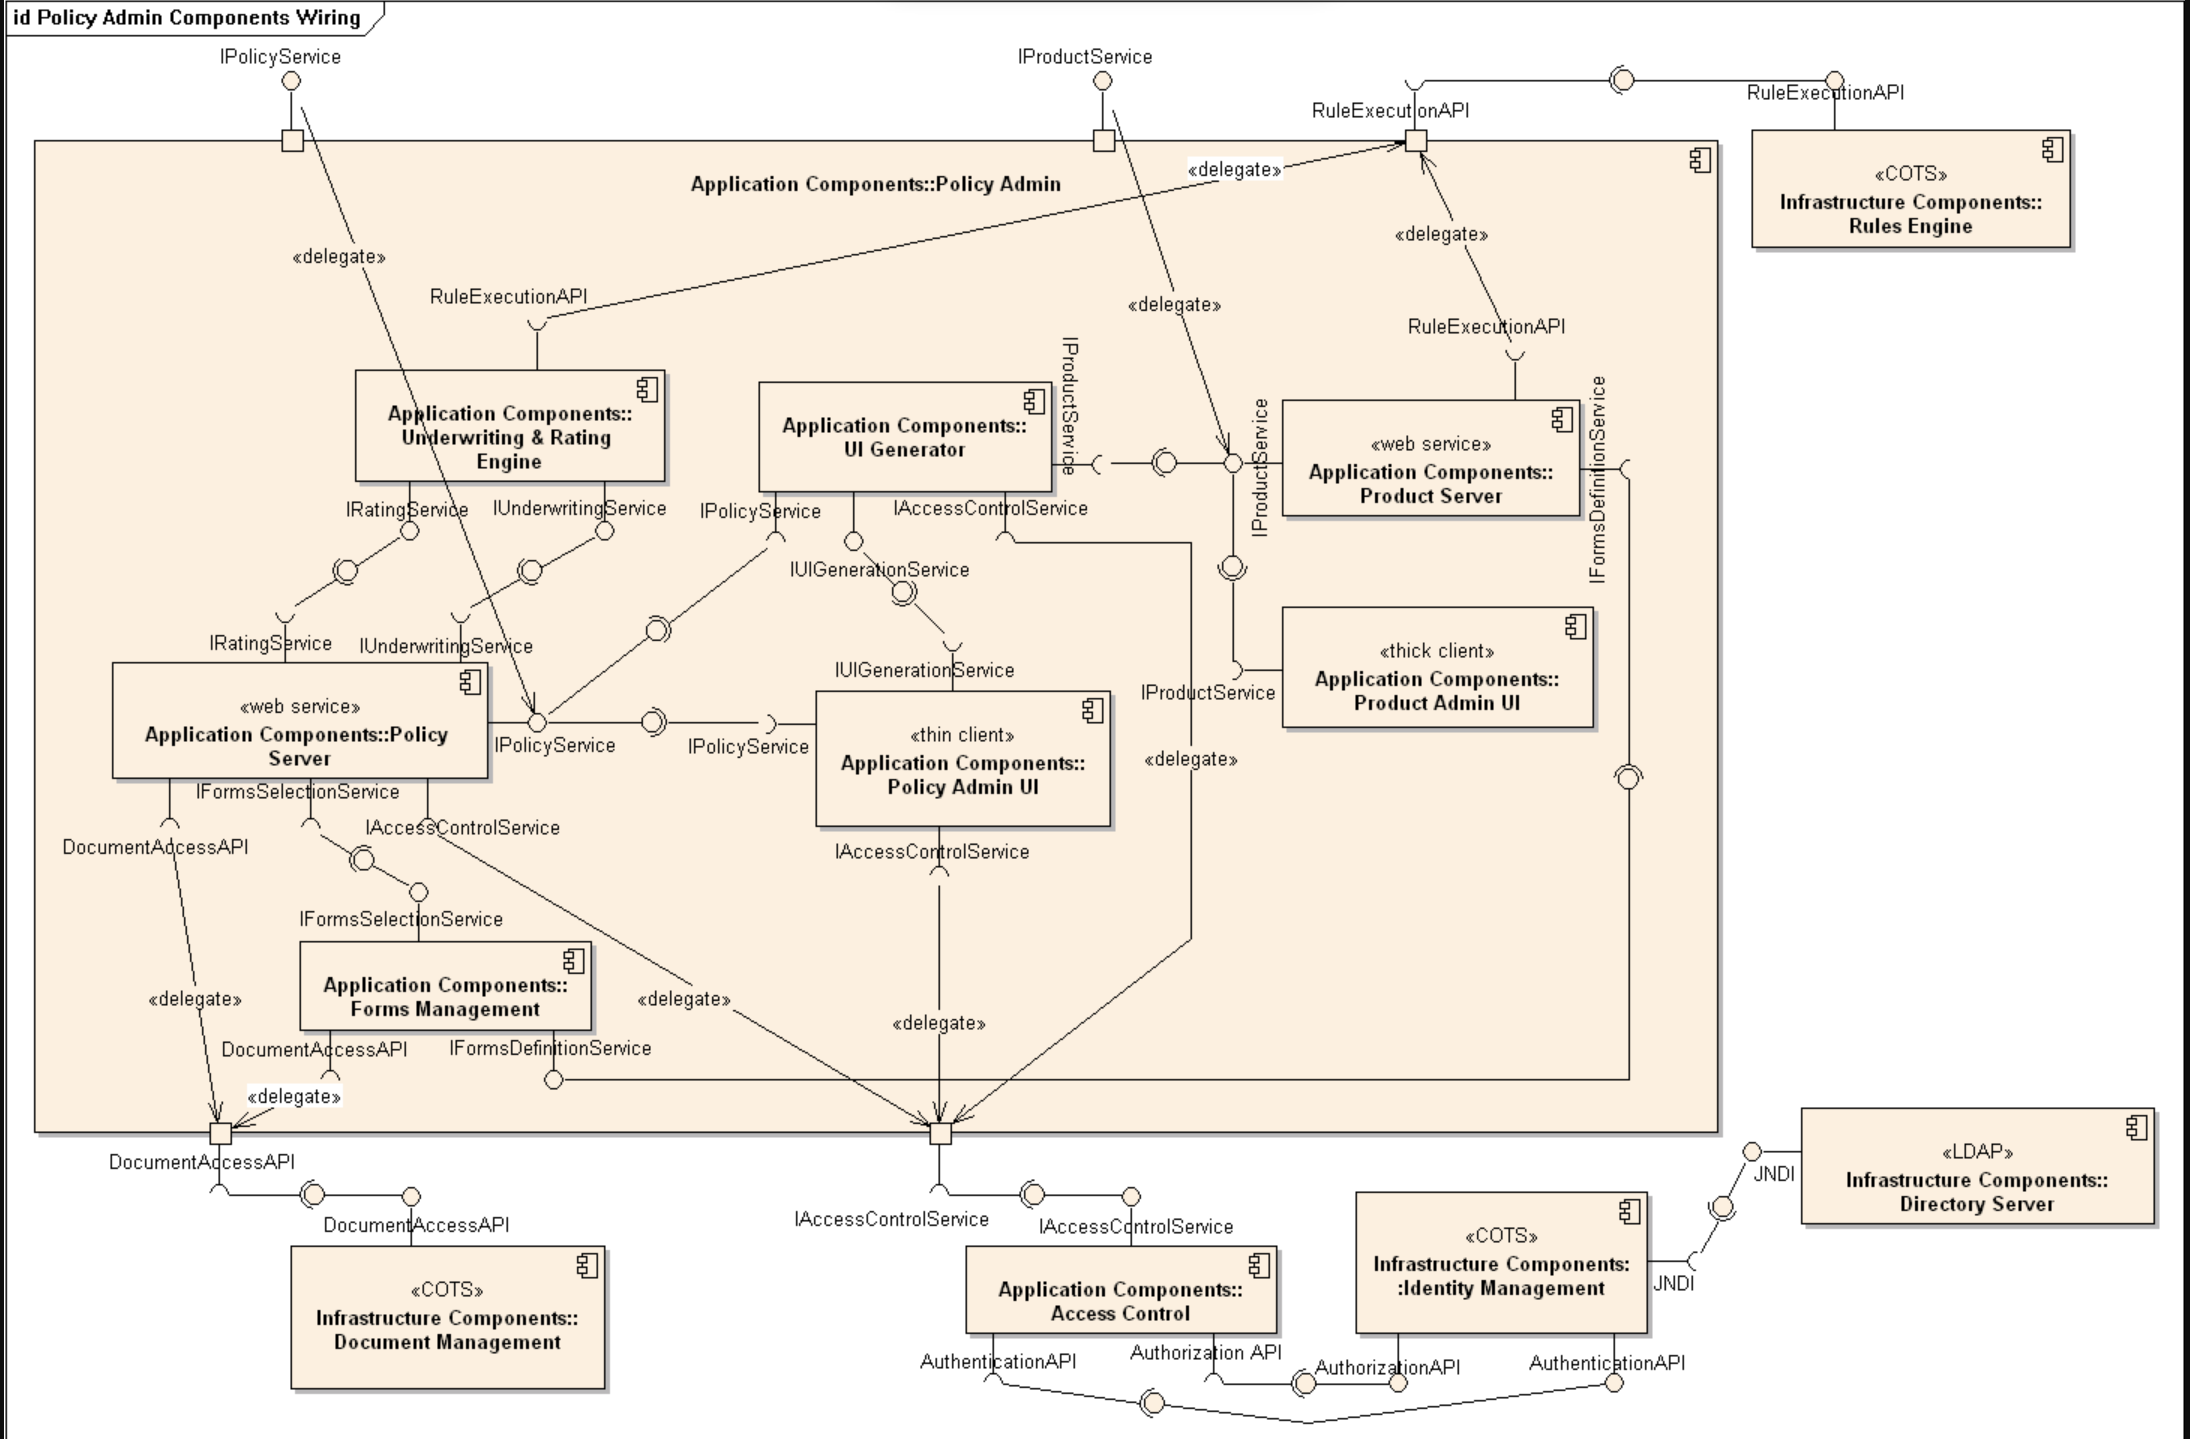 id Policy Admin Components Wiring
IPolicyService
IProductService
RuleExecutionAPI
RuleExecutionAPI
«COTS»
Infrastructure Components::
Rules Engine
Application Components::Policy Admin
«delegate»
«delegate»
«delegate»
«delegate»
RuleExecutionAPI
RuleExecutionAPI
Application Components::
Underwriting & Rating
Engine
Application Components::
UI Generator
IProductService
IProductService
«web service»
Application Components::
Product Server
IFormsDefinitionService
IRatingService
IUnderwritingService
IPolicyService
IAccessControlService
IUIGenerationService
IRatingService
IUnderwritingService
IUIGenerationService
IProductService
«thick client»
Application Components::
Product Admin UI
«web service»
Application Components::Policy
Server
IPolicyService
IPolicyService
«thin client»
Application Components::
Policy Admin UI
«delegate»
IFormsSelectionService
IAccessControlService
DocumentAccessAPI
IAccessControlService
IFormsSelectionService
Application Components::
Forms Management
«delegate»
«delegate»
«delegate»
DocumentAccessAPI
IFormsDefinitionService
«delegate»
DocumentAccessAPI
DocumentAccessAPI
«COTS»
Infrastructure Components::
Document Management
IAccessControlService
IAccessControlService
Application Components::
Access Control
AuthenticationAPI
Authorization API
«COTS»
Infrastructure Components:
:Identity Management
AuthorizationAPI
AuthenticationAPI
JNDI
JNDI
«LDAP»
Infrastructure Components::
Directory Server